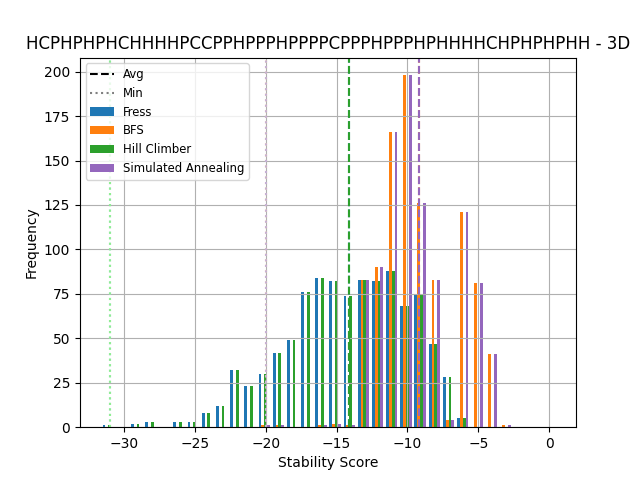 HCPHPHPHCHHHHPCCPPHPPPHPPPPCPPPHPPPHPHHHHCHPHPHPHH - 3D
200
175
150
125
100
75
50
25
0
Frequency
Avg
Min
Fress
BFS
Hill Climber
Simulated Annealing
−30
−25
−20
−15
−10
−5
0
Stability Score